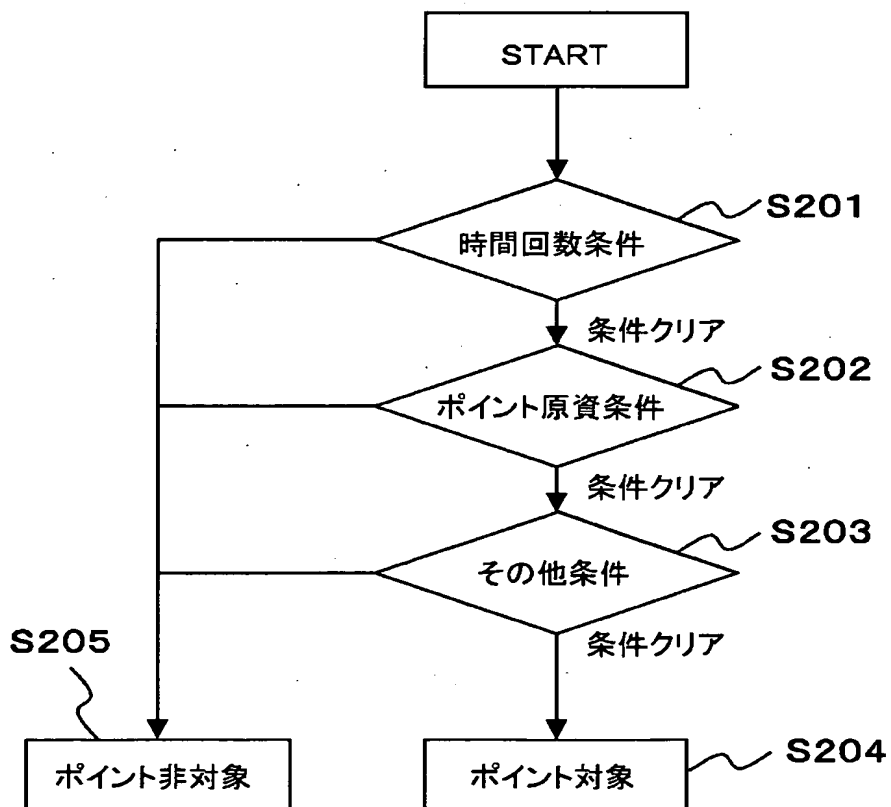 START
S201
時間回数条件
条件クリア
S202
ポイント原資条件
条件クリア
S203
その他条件
条件クリア
S205
ポイント非対象
ポイント対象
S204